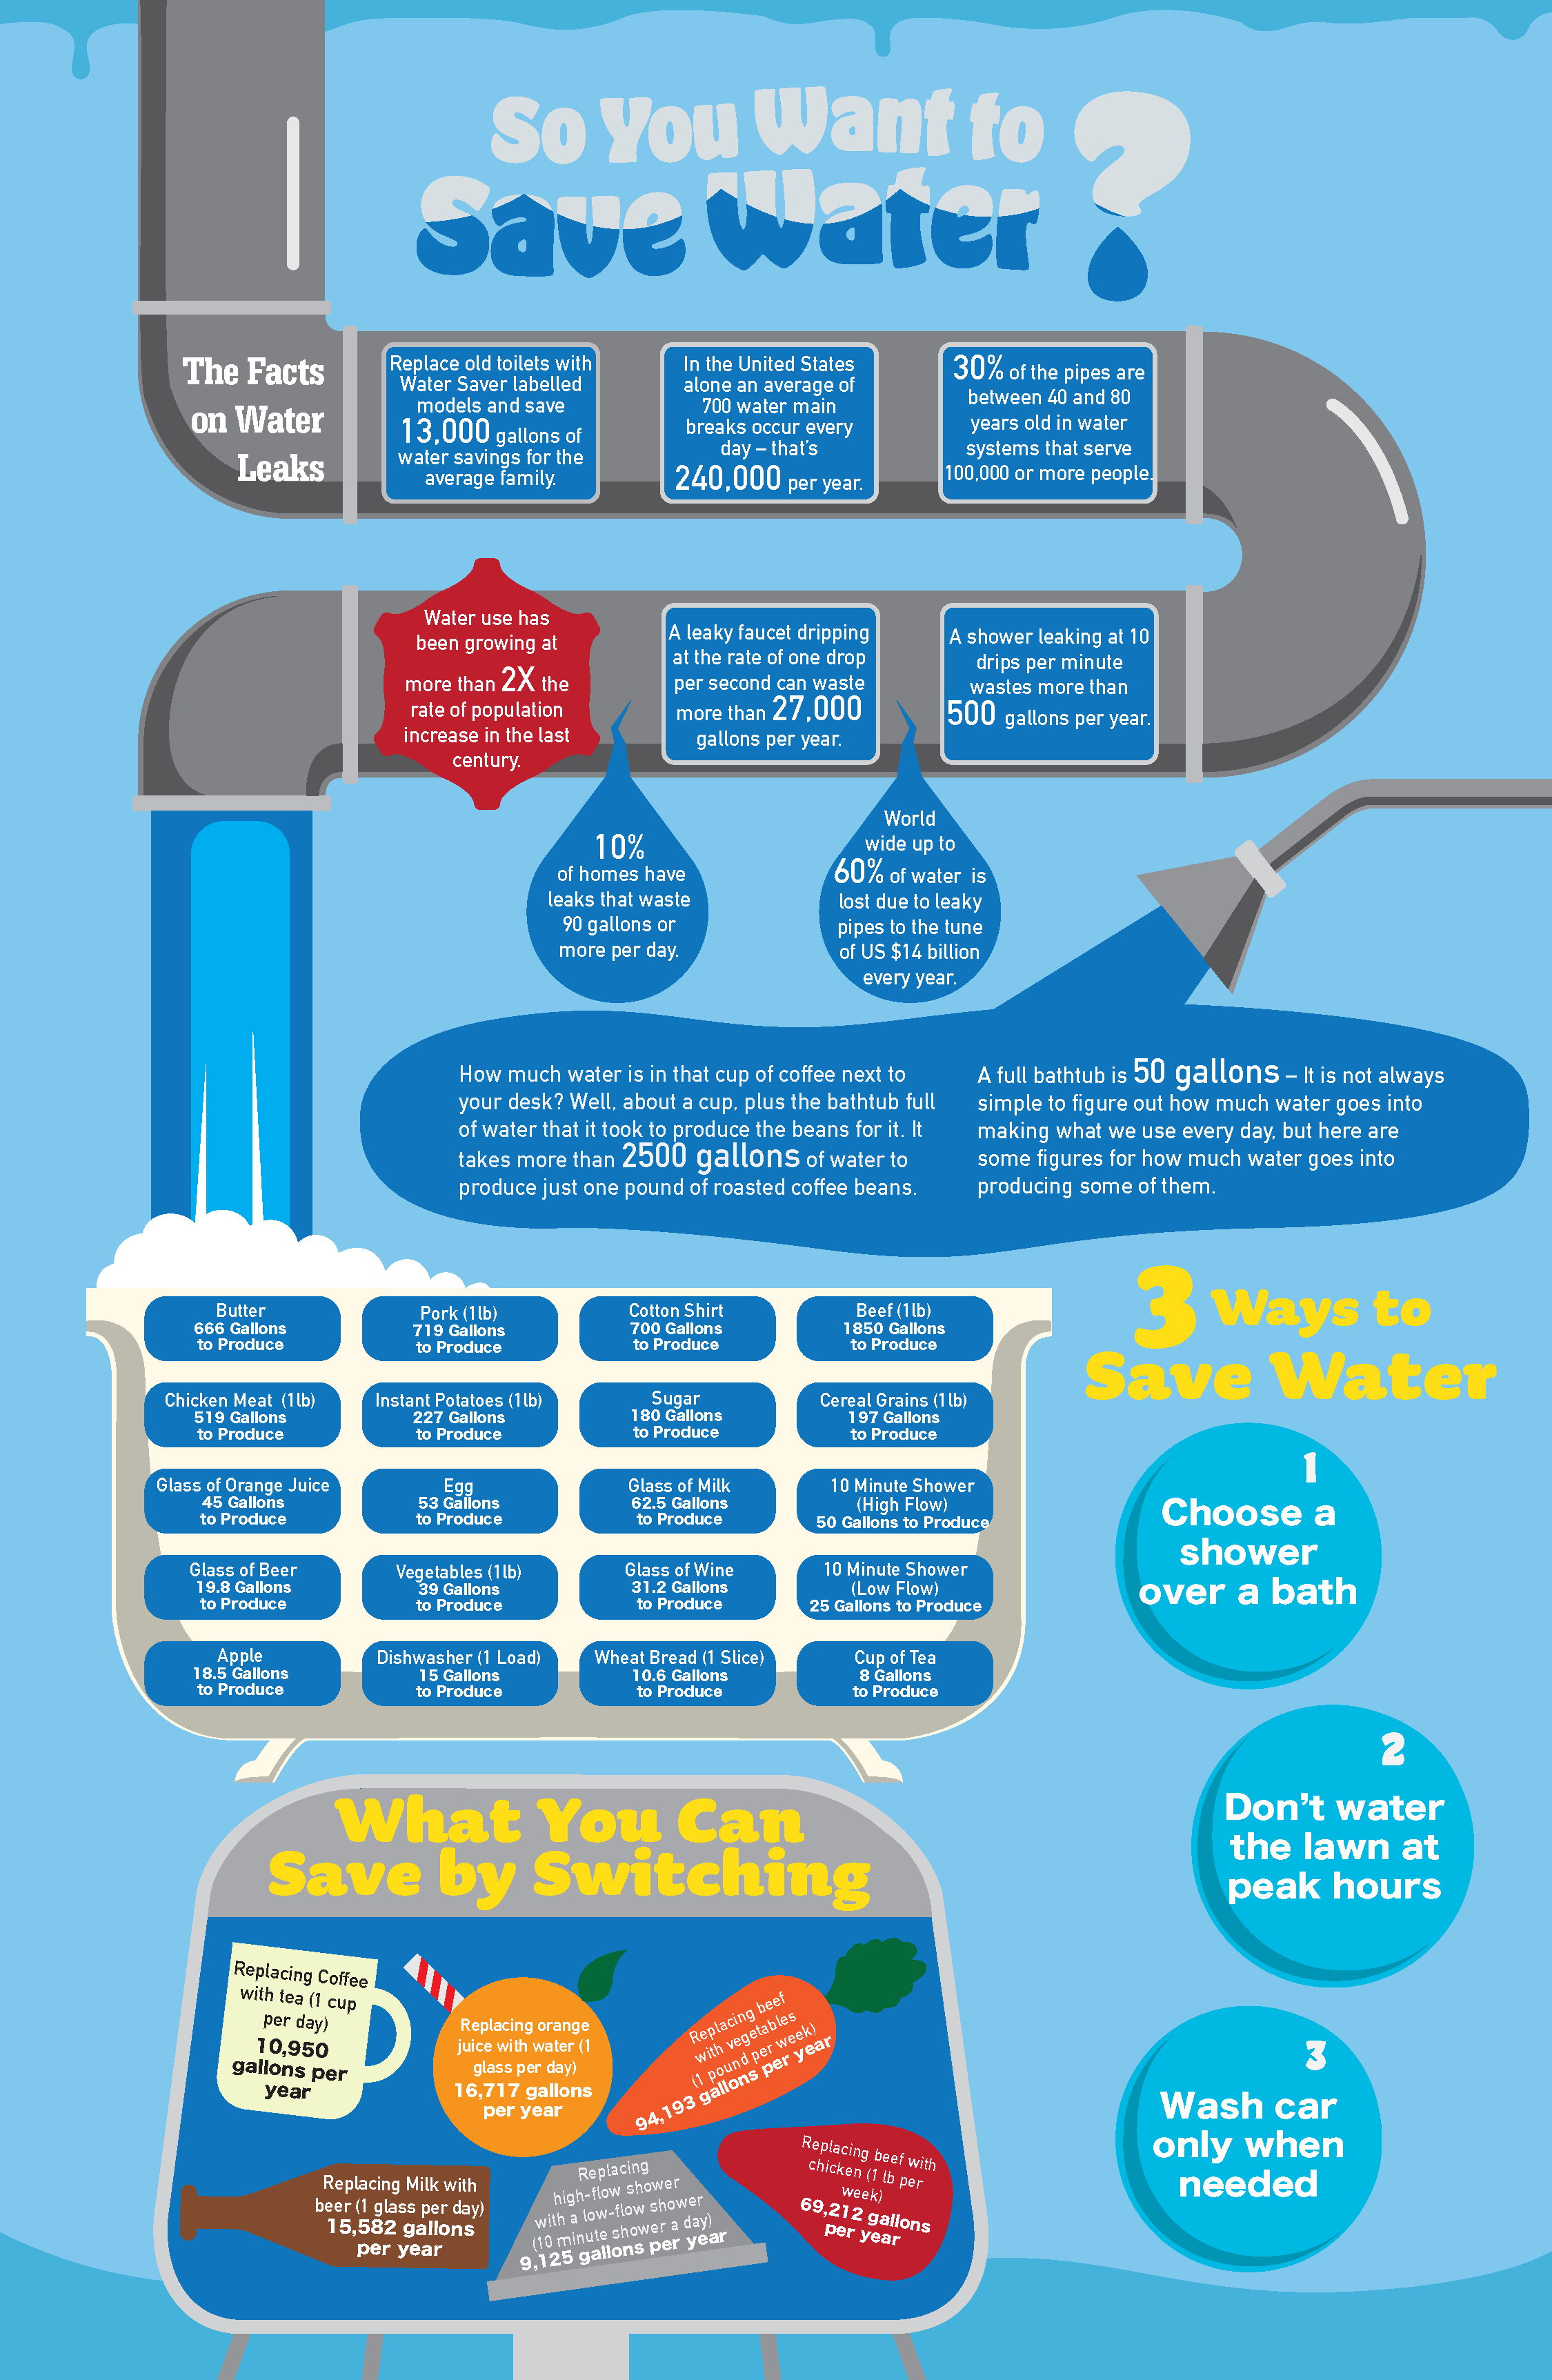 So You Want to
Save Water?
The Facts
on Water
Leaks
Replace old toilets with
Water Saver labelled
models and save
13,000 gallons of
water savings for the
average family.
In the United States
alone an average of
700 water main
breaks occur every
day – that’s
240,000 per year.
30% of the pipes are
between 40 and 80
years old in water
systems that serve
100,000 or more people.
Water use has
been growing at
more than 2X the
rate of population
increase in the last
century.
A leaky faucet dripping
at the rate of one drop
per second can waste
more than 27,000
gallons per year.
A shower leaking at 10
drips per minute
wastes more than
500 gallons per year.
10%
of homes have
leaks that waste
90 gallons or
more per day.
World
wide up to
60% of water is
lost due to leaky
pipes to the tune
of US $14 billion
every year.
How much water is in that cup of coffee next to
your desk? Well, about a cup, plus the bathtub full
of water that it took to produce the beans for it. It
takes more than 2500 gallons of water to
produce just one pound of roasted coffee beans.
A full bathtub is 50 gallons – It is not always
simple to figure out how much water goes into
making what we use every day, but here are
some figures for how much water goes into
producing some of them.
Butter
666 Gallons
to Produce
Pork (1lb)
719 Gallons
to Produce
Cotton Shirt
700 Gallons
to Produce
Beef (1lb)
1850 Gallons
to Produce
Chicken Meat (1lb)
519 Gallons
to Produce
Instant Potatoes (1lb)
227 Gallons
to Produce
Sugar
180 Gallons
to Produce
Cereal Grains (1lb)
197 Gallons
to Produce
Glass of Orange Juice
45 Gallons
to Produce
Egg
53 Gallons
to Produce
Glass of Milk
62.5 Gallons
to Produce
10 Minute Shower
(High Flow)
50 Gallons to Produce
Glass of Beer
19.8 Gallons
to Produce
Vegetables (1lb)
39 Gallons
to Produce
Glass of Wine
31.2 Gallons
to Produce
10 Minute Shower
(Low Flow)
25 Gallons to Produce
Apple
18.5 Gallons
to Produce
Dishwasher (1 Load)
15 Gallons
to Produce
Wheat Bread (1 Slice)
10.6 Gallons
to Produce
Cup of Tea
8 Gallons
to Produce
3 Ways to
Save Water
1
Choose a
shower
over a bath
2
Don’t water
the lawn at
peak hours
3
Wash car
only when
needed
What You Can
Save by Switching
Replacing Coffee
with tea (1 cup
per day)
10,950
gallons per
year
Replacing orange
juice with water (1
glass per day)
16,717 gallons
per year
Replacing beef
with vegetables
(1 pound per week)
94,193 gallons per year
Replacing Milk with
beer (1 glass per day)
15,582 gallons
per year
Replacing
high-flow shower
with a low-flow shower
(10 minute shower a day)
9,125 gallons per year
Replacing beef with
chicken (1 lb per
week)
69,212 gallons
per year